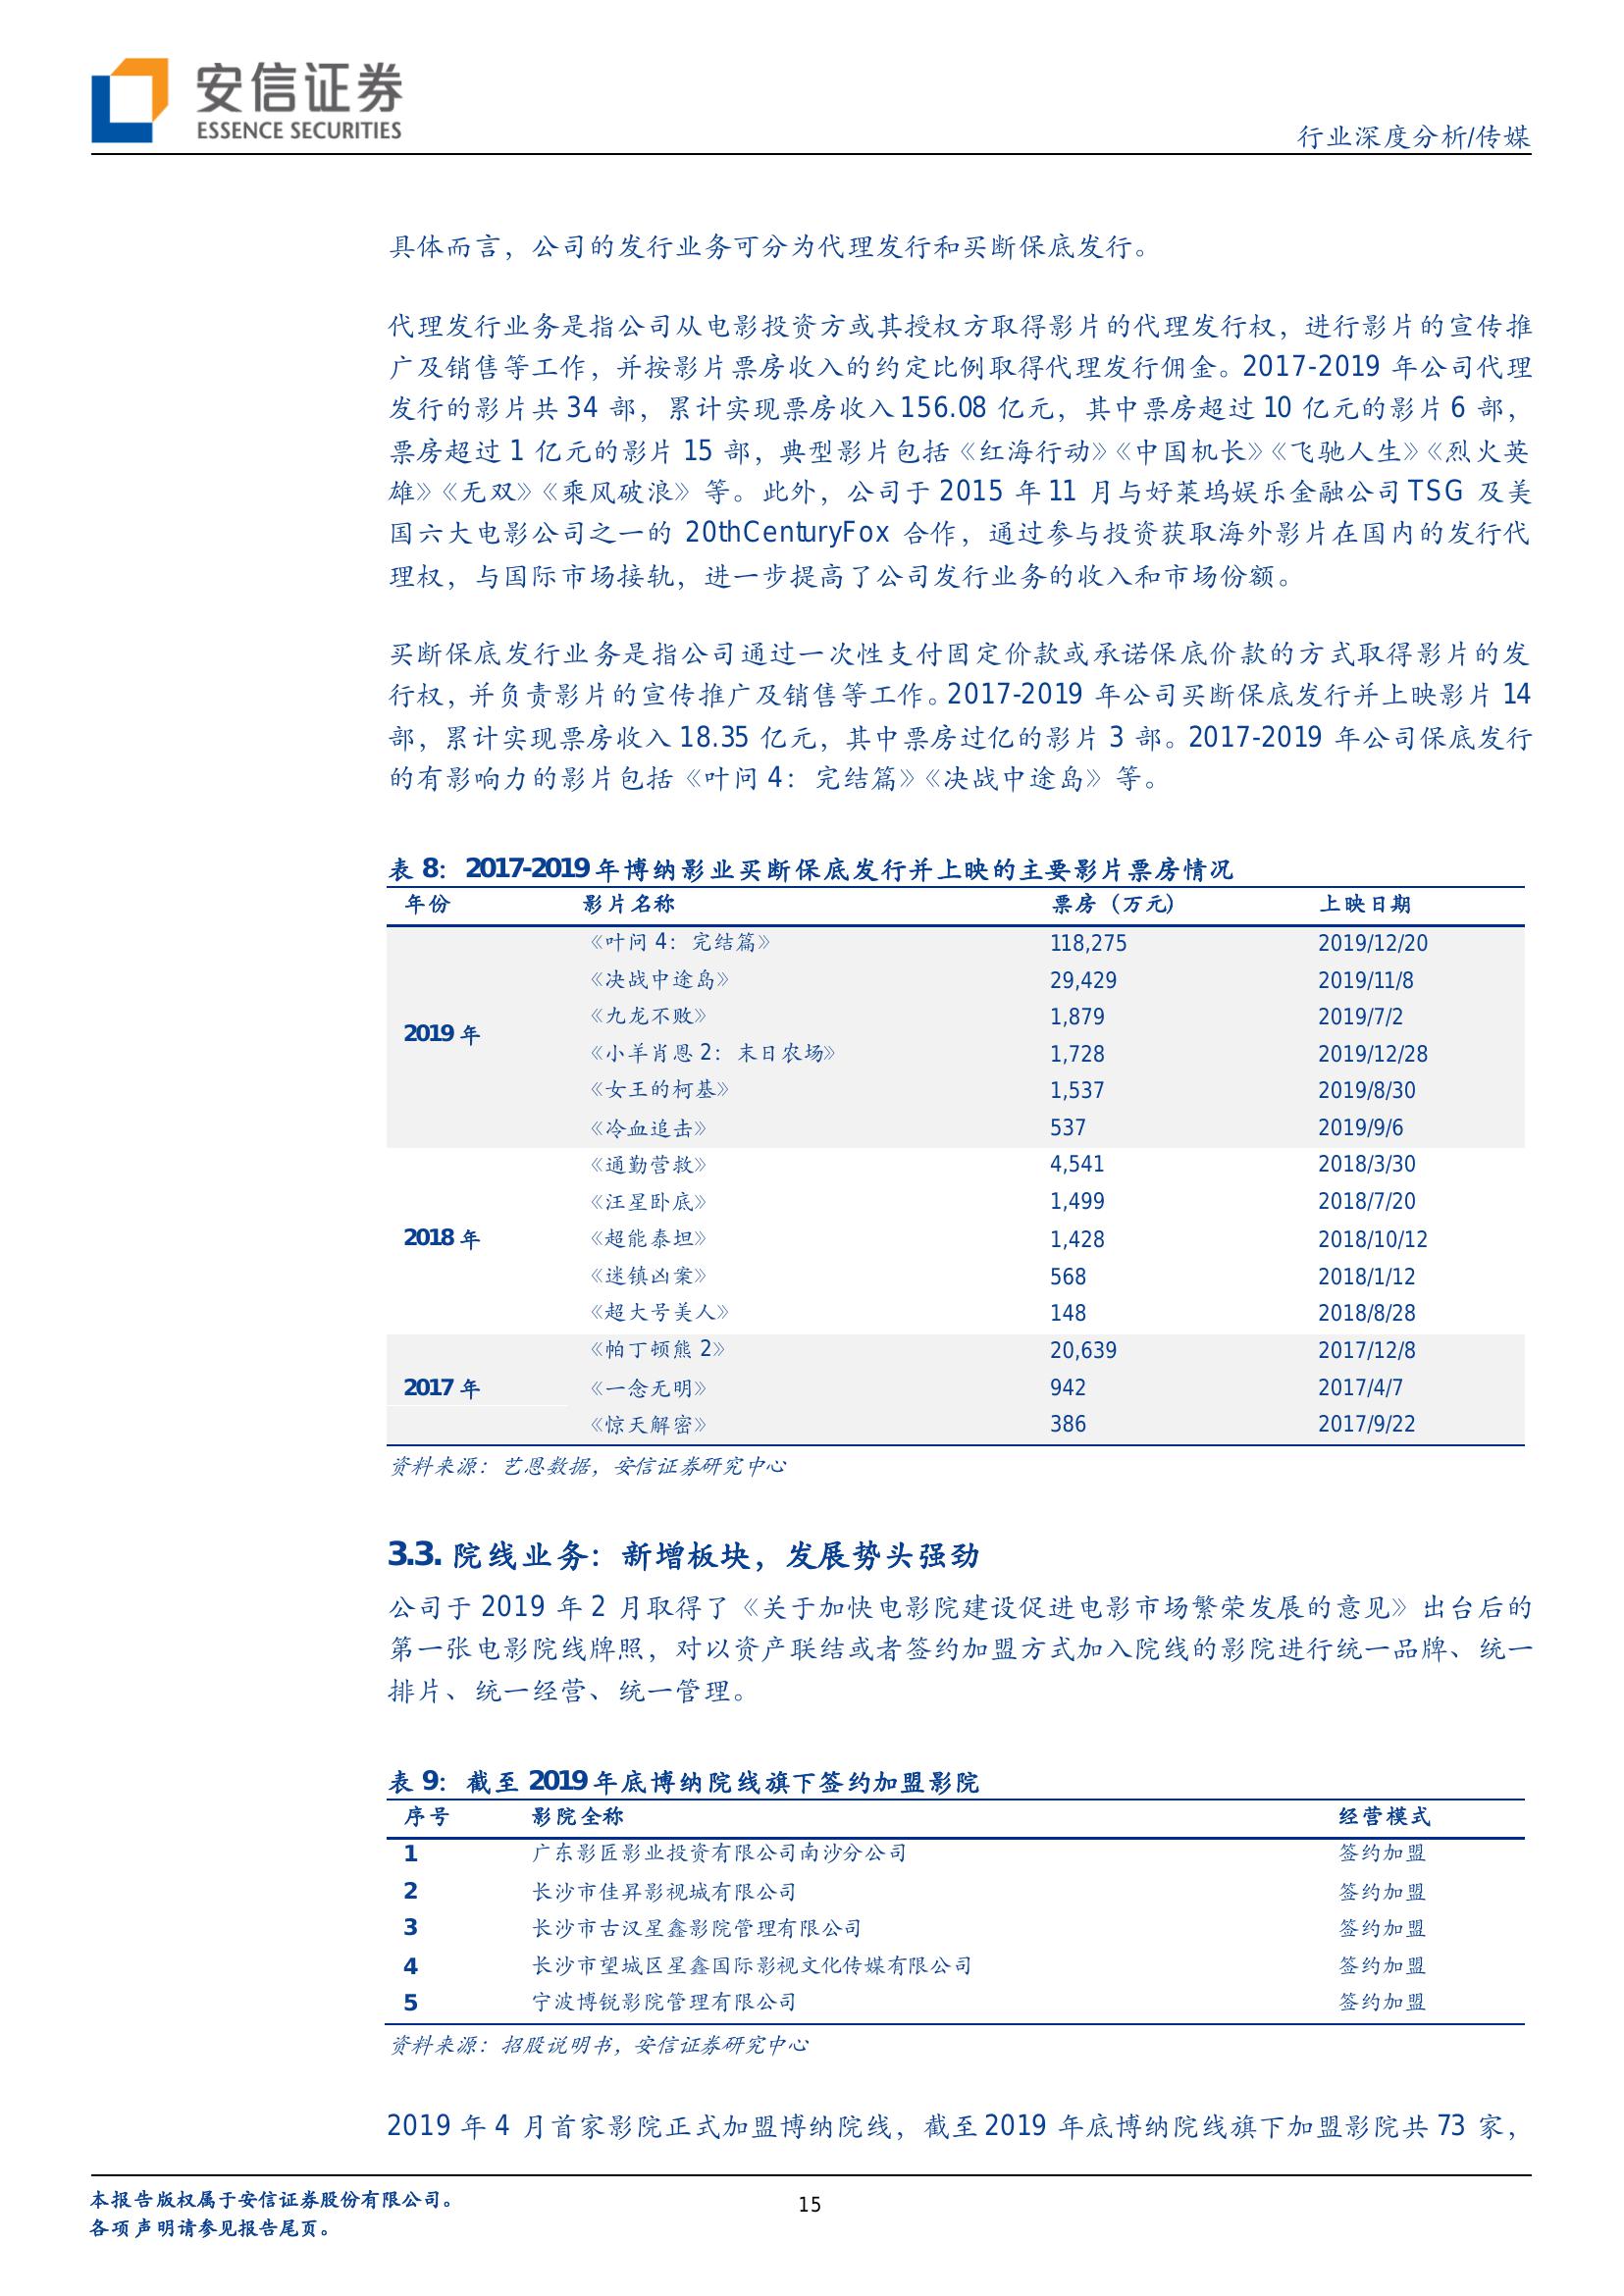 安信证券
ESSENCE SECURITIES
行业深度分析/传媒
具体而言，公司的发行业务可分为代理发行和买断保底发行。
代理发行业务是指公司从电影投资方或其授权方取得影片的代理发行权，进行影片的宣传推
广及销售等工作，并按影片票房收入的约定比例取得代理发行佣金。2017-2019 年公司代理
发行的影片共 34 部，累计实现票房收入 156.08 亿元，其中票房超过 10 亿元的影片 6 部，
票房超过 1 亿元的影片 15 部，典型影片包括《红海行动》《中国机长》《飞驰人生》《烈火英
雄》《无双》《乘风破浪》等。此外，公司于 2015 年 11 月与好莱坞娱乐金融公司 TSG 及美
国六大电影公司之一的 20thCenturyFox 合作，通过参与投资获取海外影片在国内的发行代
理权，与国际市场接轨，进一步提高了公司发行业务的收入和市场份额。
买断保底发行业务是指公司通过一次性支付固定价款或承诺保底价款的方式取得影片的发
行权，并负责影片的宣传推广及销售等工作。2017-2019 年公司买断保底发行并上映影片 14
部，累计实现票房收入 18.35 亿元，其中票房过亿的影片 3 部。2017-2019 年公司保底发行
的有影响力的影片包括《叶问 4：完结篇》《决战中途岛》等。
表 8：2017-2019 年博纳影业买断保底发行并上映的主要影片票房情况
年份 影片名称 票房（万元） 上映日期
《叶问 4：完结篇》 118,275 2019/12/20
《决战中途岛》 29,429 2019/11/8
《九龙不败》 1,879 2019/7/2
2019 年
《小羊肖恩 2：末日农场》 1,728 2019/12/28
《女王的柯基》 1,537 2019/8/30
《冷血追击》 537 2019/9/6
《通勤营救》 4,541 2018/3/30
《汪星卧底》 1,499 2018/7/20
2018 年 《超能泰坦》 1,428 2018/10/12
《迷镇凶案》 568 2018/1/12
《超大号美人》 148 2018/8/28
《帕丁顿熊 2》 20,639 2017/12/8
2017 年 《一念无明》 942 2017/4/7
《惊天解密》 386 2017/9/22
资料来源：艺恩数据，安信证券研究中心
3.3. 院线业务：新增板块，发展势头强劲
公司于 2019 年 2 月取得了《关于加快电影院建设促进电影市场繁荣发展的意见》出台后的
第一张电影院线牌照，对以资产联结或者签约加盟方式加入院线的影院进行统一品牌、统一
排片、统一经营、统一管理。
表 9：截至 2019 年底博纳院线旗下签约加盟影院
序号 影院全称 经营模式
1 广东影匠影业投资有限公司南沙分公司 签约加盟
2 长沙市佳昇影视城有限公司 签约加盟
3 长沙市古汉星鑫影院管理有限公司 签约加盟
4 长沙市望城区星鑫国际影视文化传媒有限公司 签约加盟
5 宁波博锐影院管理有限公司 签约加盟
资料来源：招股说明书，安信证券研究中心
2019 年 4 月首家影院正式加盟博纳院线，截至 2019 年底博纳院线旗下加盟影院共 73 家，
本报告版权属于安信证券股份有限公司。
各项声明请参见报告尾页。
15